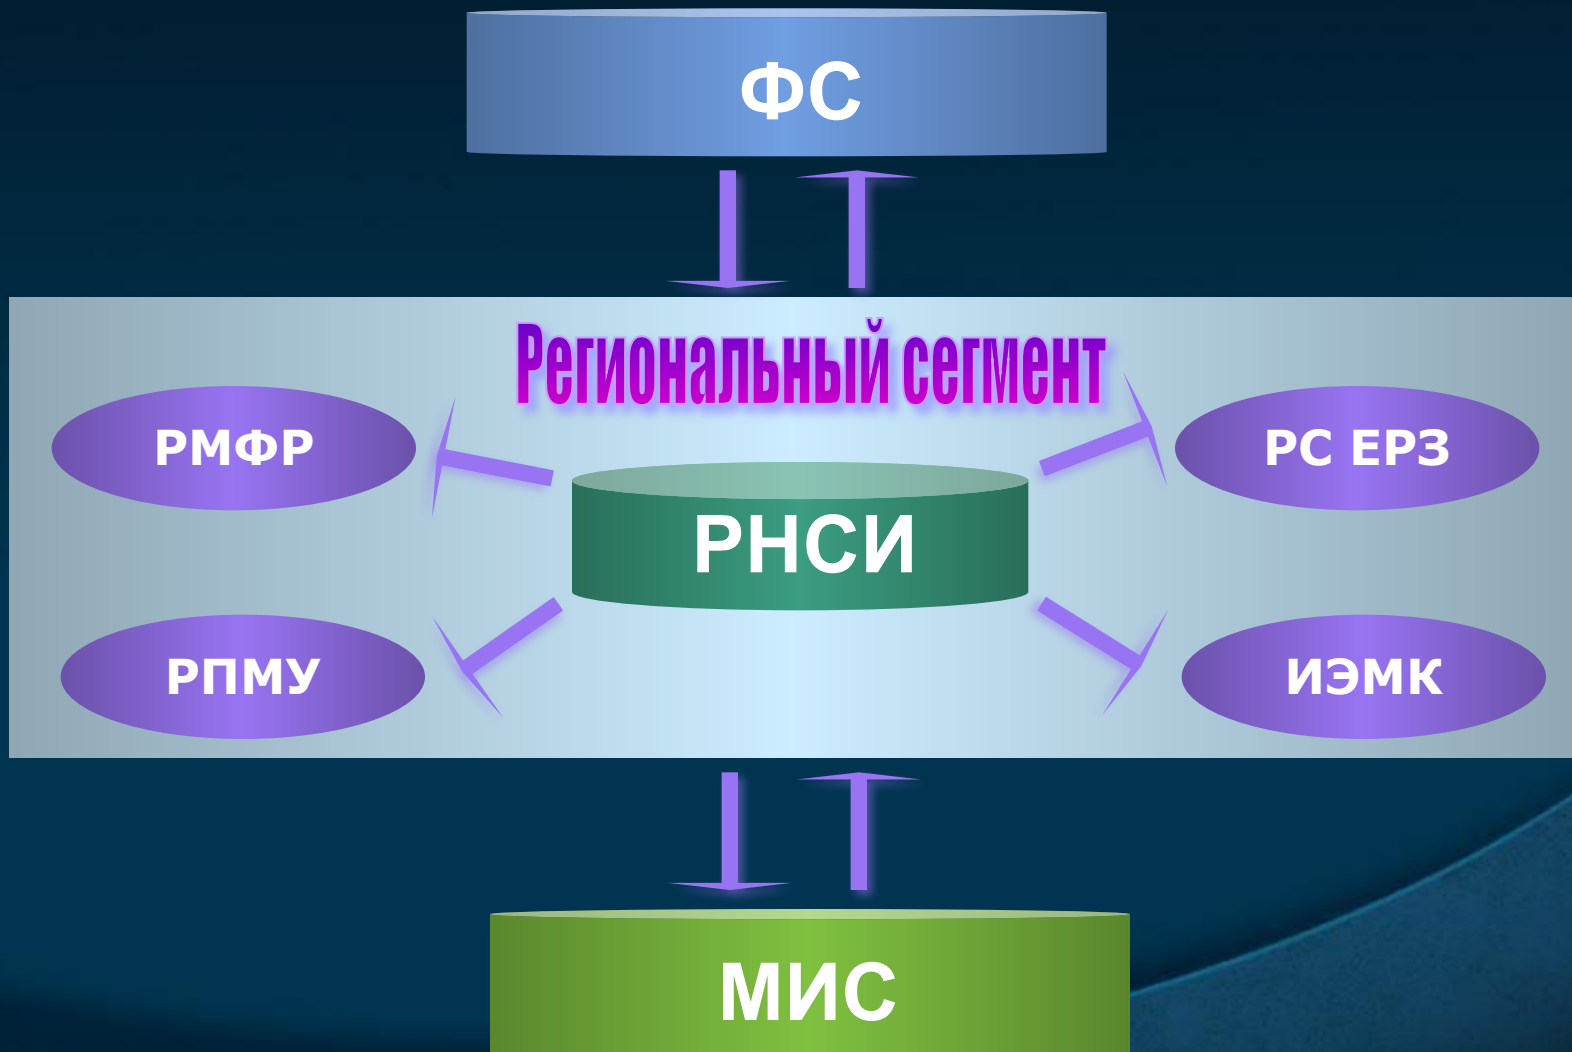 ФС
Региональный сегмент
РМФР
РС ЕРЗ
РНСИ
РПМУ
ИЭМК
МИС